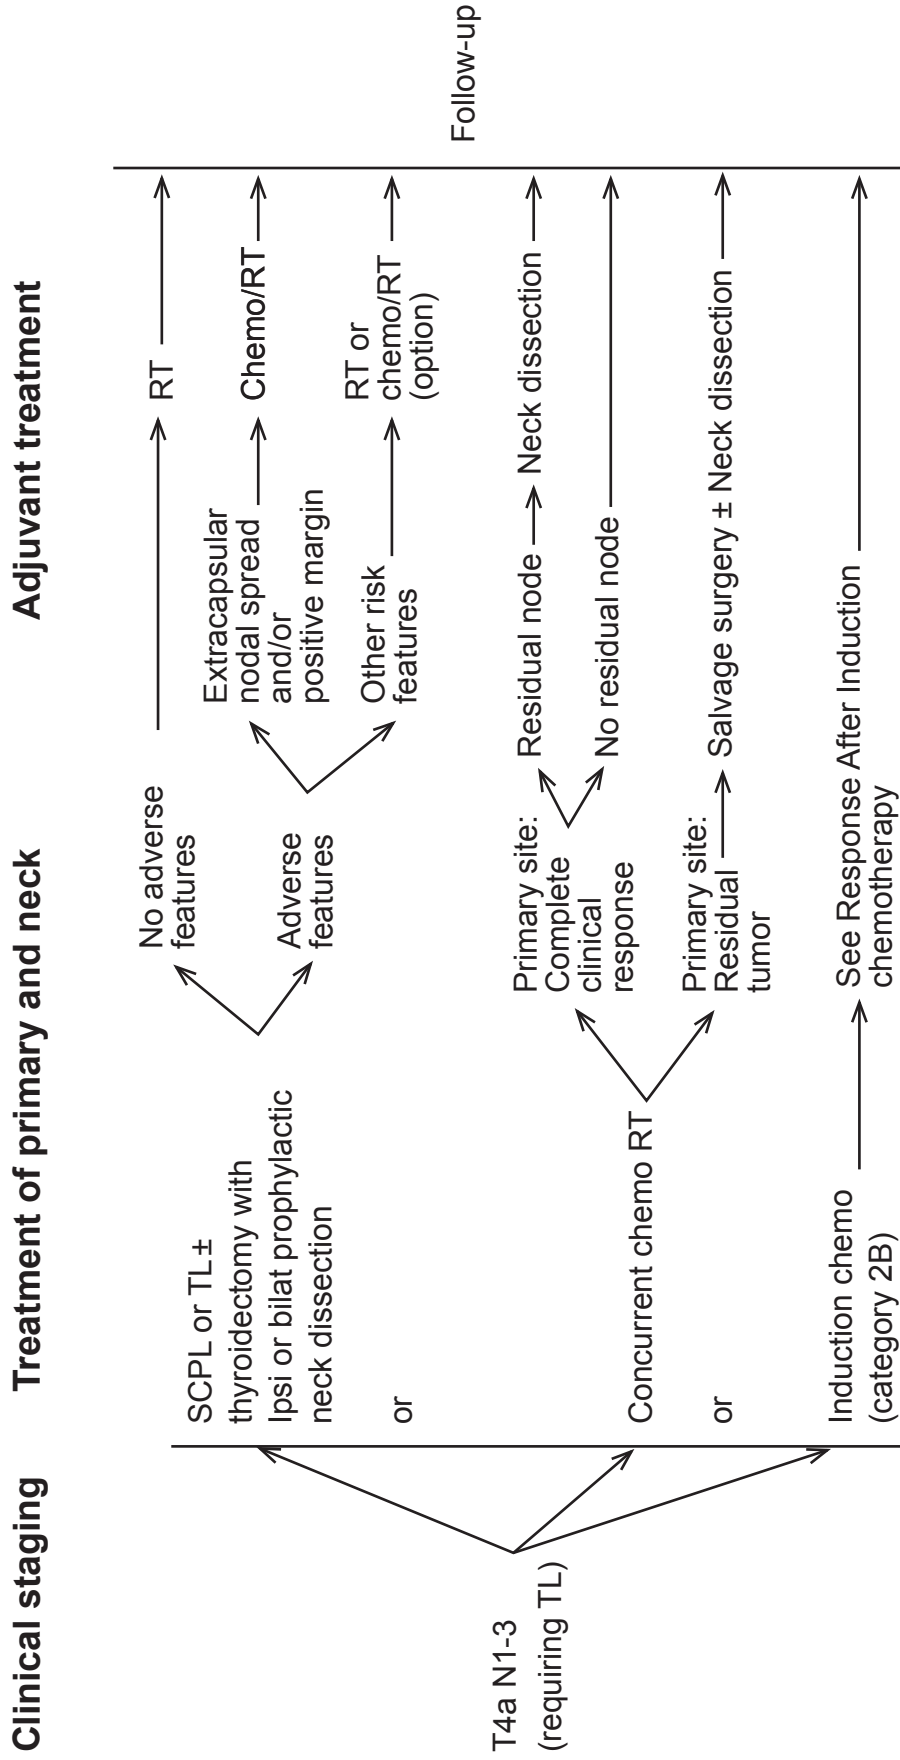 Clinical staging
Treatment of primary and neck
Adjuvant treatment
T4a N1-3
(requiring TL)
SCPL or TL±
thyroidectomy with
Ipsi or bilat prophylactic
neck dissection
or
Concurrent chemo RT
or
Induction chemo
(category 2B)
No adverse
features
Adverse
features
Primary site:
Complete
clinical
response
Primary site:
Residual
tumor
See Response After Induction
chemotherapy
Extracapsular
nodal spread
and/or
positive margin
Other risk
features
Residual node
No residual node
Salvage surgery ± Neck dissection
RT
Chemo/RT
RT or
chemo/RT
(option)
Neck dissection
Follow-up